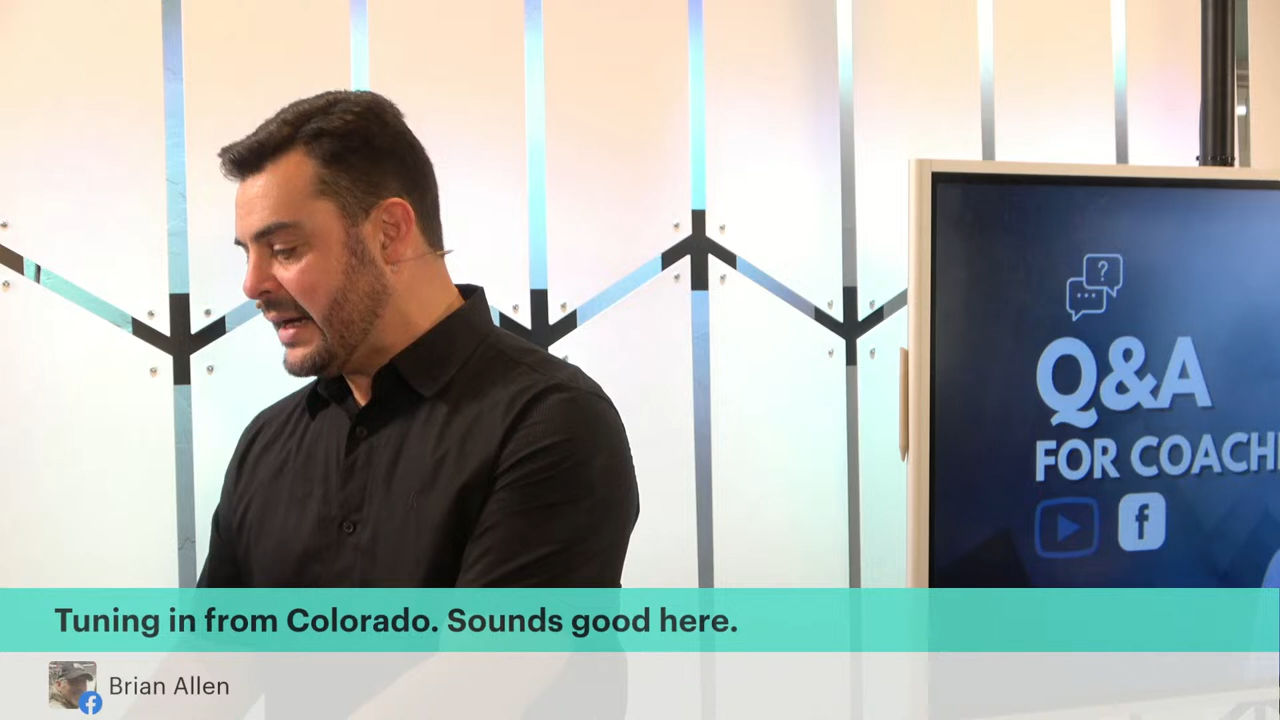 Q&A
FOR COACH
Tuning in from Colorado. Sounds good here.
Brian Allen